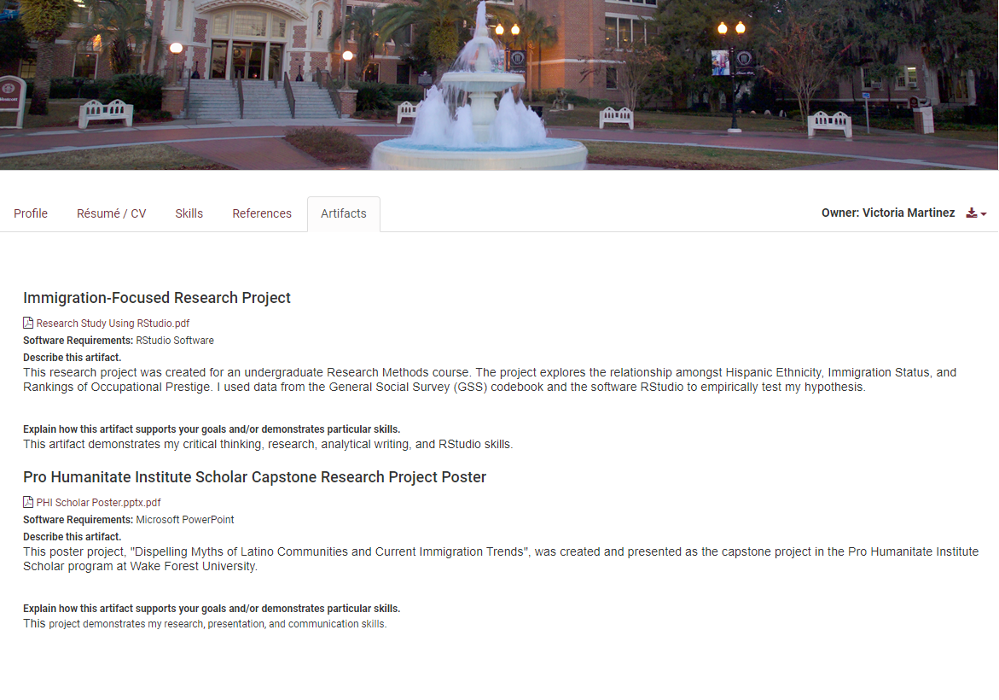 Profile Résumé / CV Skills References Artifacts Owner: Victoria Martinez
Immigration-Focused Research Project
Research Study Using RStudio.pdf
Software Requirements: RStudio Software
Describe this artifact.
This research project was created for an undergraduate Research Methods course. The project explores the relationship amongst Hispanic Ethnicity, Immigration Status, and
Rankings of Occupational Prestige. I used data from the General Social Survey (GSS) codebook and the software RStudio to empirically test my hypothesis.
Explain how this artifact supports your goals and/or demonstrates particular skills.
This artifact demonstrates my critical thinking, research, analytical writing, and RStudio skills.
Pro Humanitate Institute Scholar Capstone Research Project Poster
PHI Scholar Poster.pptx.pdf
Software Requirements: Microsoft PowerPoint
Describe this artifact.
This poster project, "Dispelling Myths of Latino Communities and Current Immigration Trends", was created and presented as the capstone project in the Pro Humanitate Institute
Scholar program at Wake Forest University.
Explain how this artifact supports your goals and/or demonstrates particular skills.
This project demonstrates my research, presentation, and communication skills.